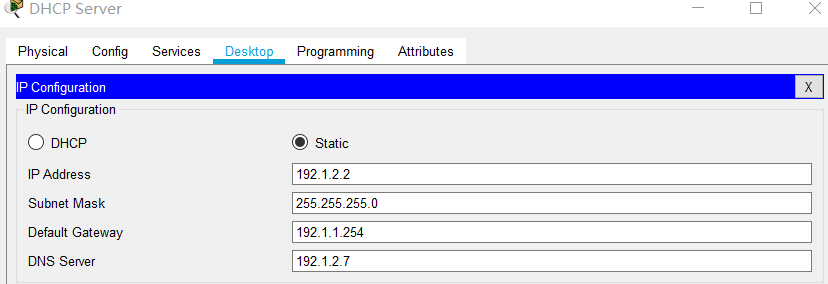 DHCP Server
Physical Config Services Desktop Programming Attributes
IP Configuration X
IP Configuration
DHCP Static
IP Address 192.1.2.2
Subnet Mask 255.255.255.0
Default Gateway 192.1.1.254
DNS Server 192.1.2.7